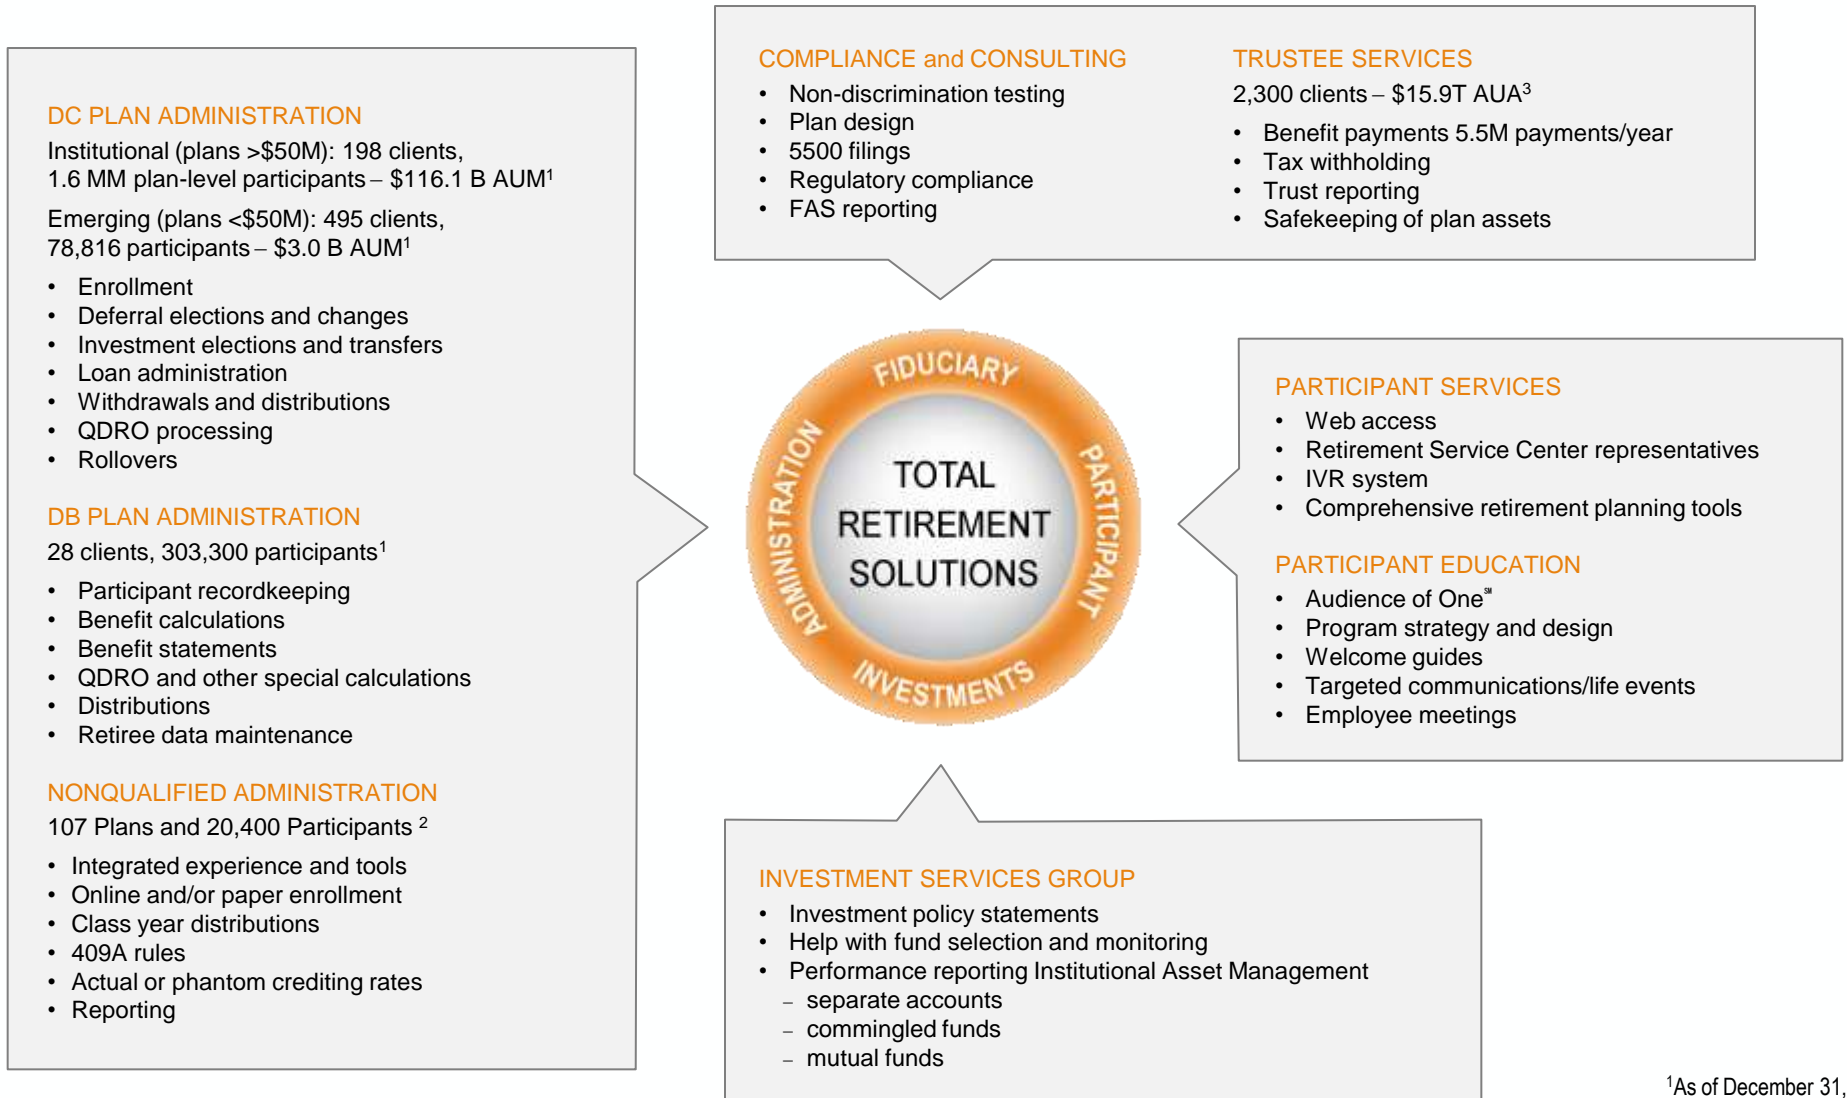 DC PLAN ADMINISTRATION
Institutional (plans >$50M): 198 clients,
1.6 MM plan-level participants – $116.1 B AUM¹
Emerging (plans <$50M): 495 clients,
78,816 participants – $3.0 B AUM¹
• Enrollment
• Deferral elections and changes
• Investment elections and transfers
• Loan administration
• Withdrawals and distributions
• QDRO processing
• Rollovers
DB PLAN ADMINISTRATION
28 clients, 303,300 participants¹
• Participant recordkeeping
• Benefit calculations
• Benefit statements
• QDRO and other special calculations
• Distributions
• Retiree data maintenance
NONQUALIFIED ADMINISTRATION
107 Plans and 20,400 Participants ²
• Integrated experience and tools
• Online and/or paper enrollment
• Class year distributions
• 409A rules
• Actual or phantom crediting rates
• Reporting
COMPLIANCE and CONSULTING
• Non-discrimination testing
• Plan design
• 5500 filings
• Regulatory compliance
• FAS reporting
TRUSTEE SERVICES
2,300 clients – $15.9T AUA³
• Benefit payments 5.5M payments/year
• Tax withholding
• Trust reporting
• Safekeeping of plan assets
FIDUCIARY
PARTICIPANT
INVESTMENTS
ADMINISTRATION
TOTAL
RETIREMENT
SOLUTIONS
PARTICIPANT SERVICES
• Web access
• Retirement Service Center representatives
• IVR system
• Comprehensive retirement planning tools
PARTICIPANT EDUCATION
• Audience of One℠
• Program strategy and design
• Welcome guides
• Targeted communications/life events
• Employee meetings
INVESTMENT SERVICES GROUP
• Investment policy statements
• Help with fund selection and monitoring
• Performance reporting Institutional Asset Management
– separate accounts
– commingled funds
– mutual funds
¹As of December 31,